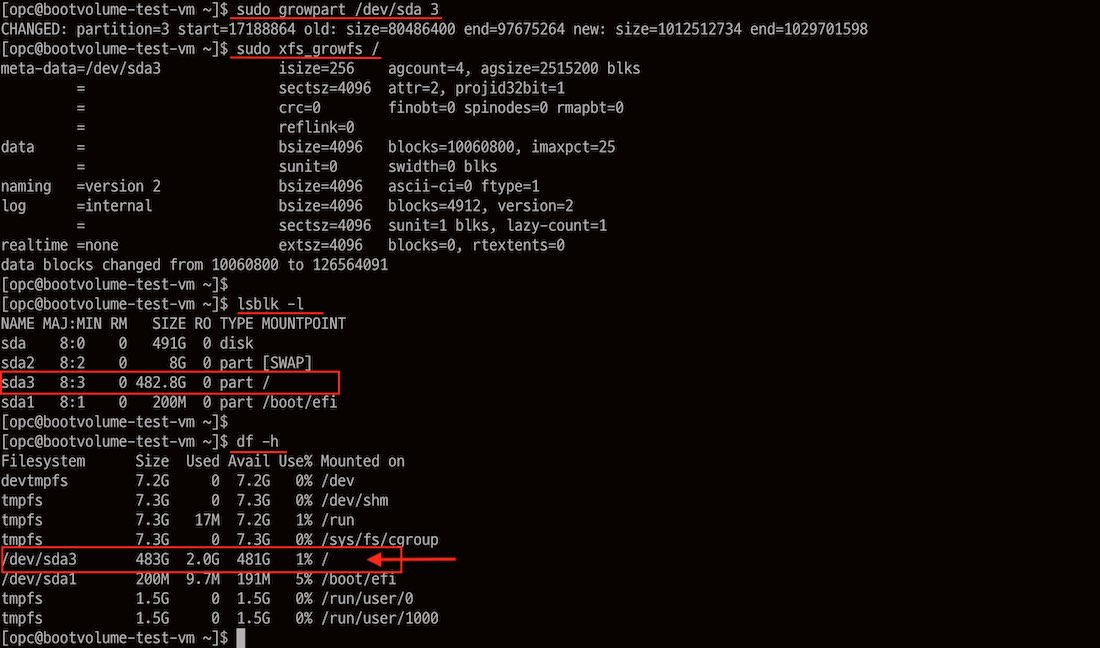 [opc@bootvolume-test-vm ~]$ sudo growpart /dev/sda 3
CHANGED: partition=3 start=17188864 old: size=80486400 end=97675264 new: size=1012512734 end=1029701598
[opc@bootvolume-test-vm ~]$ sudo xfs_growfs /
meta-data=/dev/sda3              isize=256    agcount=4, agsize=2515200 blks
         =                       sectsz=4096  attr=2, projid32bit=1
         =                       crc=0        finobt=0 spinodes=0 rmapbt=0
         =                       reflink=0
data     =                       bsize=4096   blocks=10060800, imaxpct=25
         =                       sunit=0      swidth=0 blks
naming   =version 2              bsize=4096   ascii-ci=0 ftype=1
log      =internal               bsize=4096   blocks=4912, version=2
         =                       sectsz=4096  sunit=1 blks, lazy-count=1
realtime =none                   extsz=4096   blocks=0, rtextents=0
data blocks changed from 10060800 to 126564091
[opc@bootvolume-test-vm ~]$
[opc@bootvolume-test-vm ~]$ lsblk -l
NAME MAJ:MIN RM   SIZE RO TYPE MOUNTPOINT
sda    8:0    0   491G  0 disk
sda2   8:2    0     8G  0 part [SWAP]
sda3   8:3    0 482.8G  0 part /
sda1   8:1    0   200M  0 part /boot/efi
[opc@bootvolume-test-vm ~]$
[opc@bootvolume-test-vm ~]$ df -h
Filesystem      Size  Used Avail Use% Mounted on
devtmpfs        7.2G     0  7.2G   0% /dev
tmpfs           7.3G     0  7.3G   0% /dev/shm
tmpfs           7.3G   17M  7.2G   1% /run
tmpfs           7.3G     0  7.3G   0% /sys/fs/cgroup
/dev/sda3       483G  2.0G  481G   1% /
/dev/sda1       200M  9.7M  191M   5% /boot/efi
tmpfs           1.5G     0  1.5G   0% /run/user/0
tmpfs           1.5G     0  1.5G   0% /run/user/1000
[opc@bootvolume-test-vm ~]$